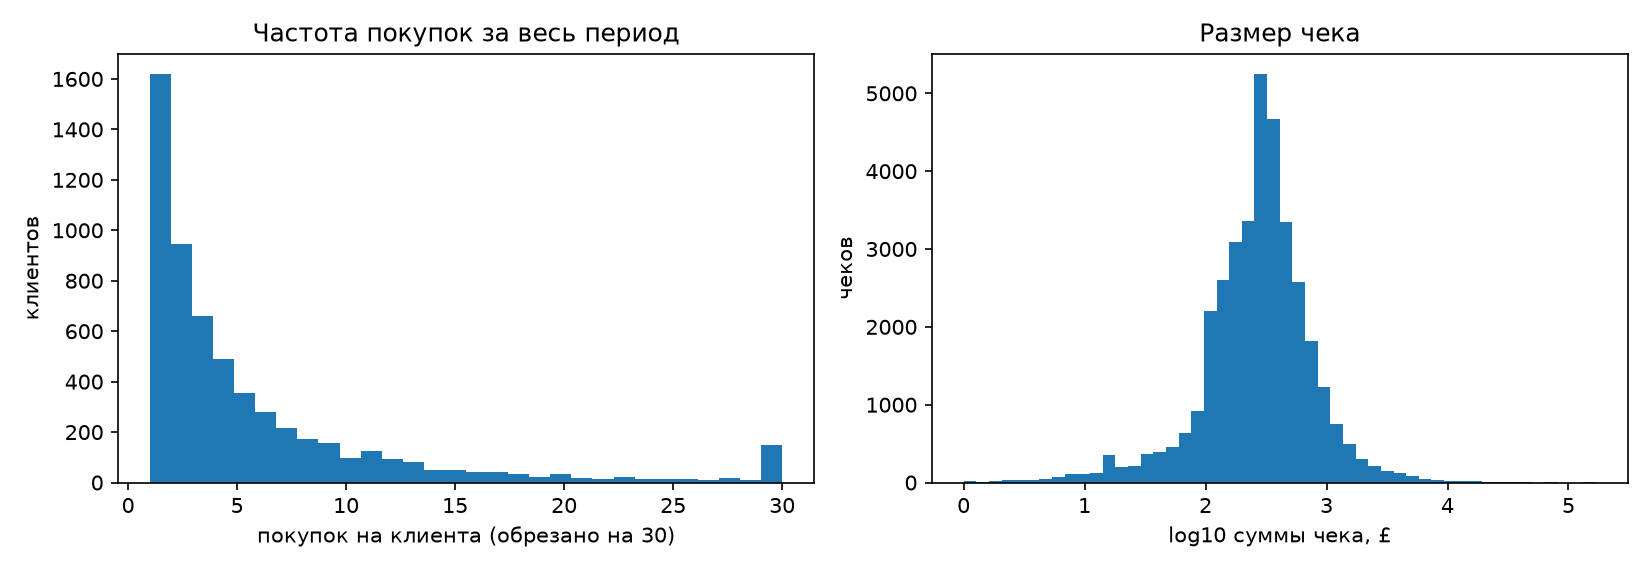 Частота покупок за весь период
клиентов
1600
1400
1200
1000
800
600
400
200
0
0 5 10 15 20 25 30
покупок на клиента (обрезано на 30)
Размер чека
чеков
5000
4000
3000
2000
1000
0
0 1 2 3 4 5
log10 суммы чека, £